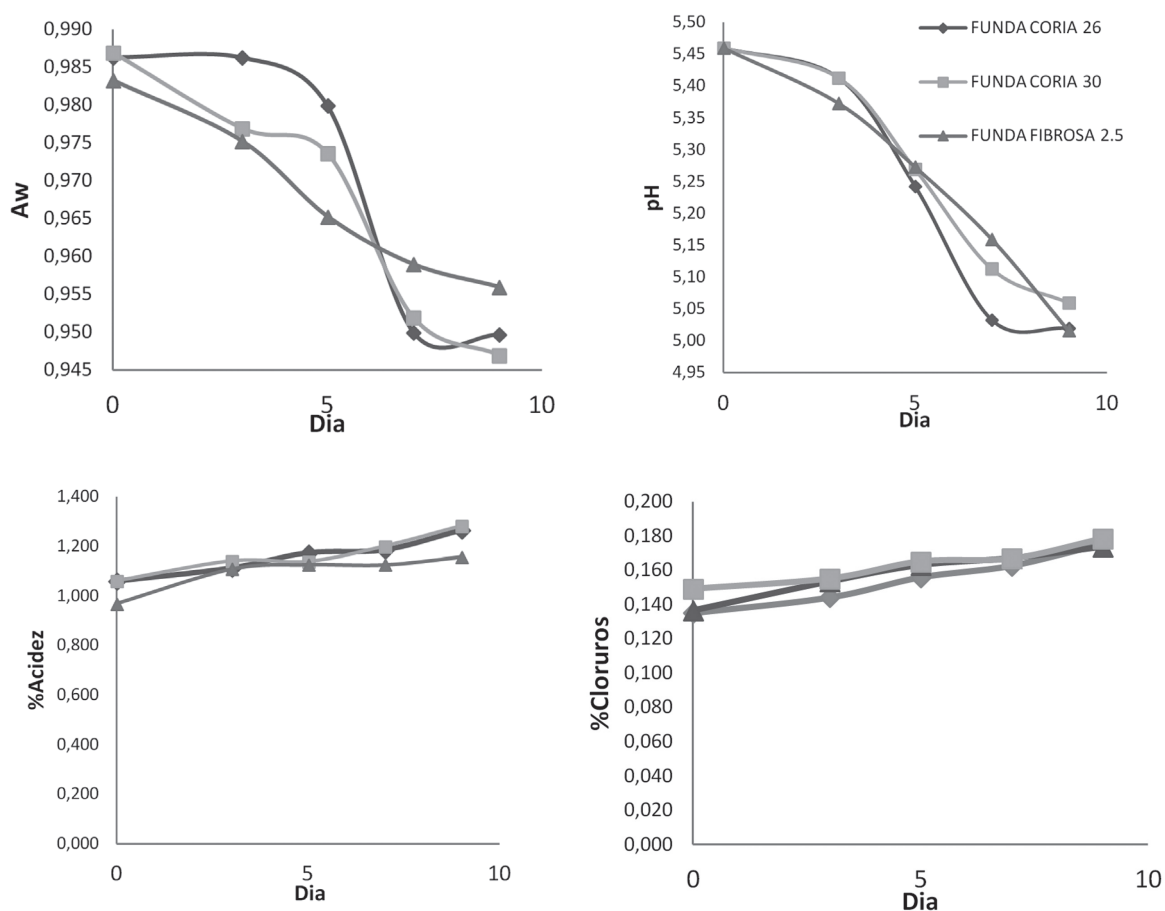 0,990
0,985
0,980
0,975
0,970
0,965
0,960
0,955
0,950
0,945
Aw
0 5 10
Dia
5,50
5,45
5,40
5,35
5,30
5,25
5,20
5,15
5,10
5,05
5,00
4,95
pH
0 5 10
Dia
FUNDA CORIA 26
FUNDA CORIA 30
FUNDA FIBROSA 2.5
1,400
1,200
1,000
0,800
0,600
0,400
0,200
0,000
%Acidez
0 5 10
Dia
0,200
0,180
0,160
0,140
0,120
0,100
0,080
0,060
0,040
0,020
0,000
%Cloruros
0 5 10
Dia